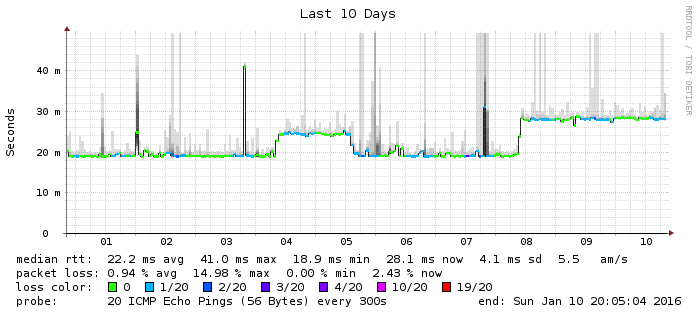 Last 10 Days
RRDTOOL / TOBI OETIKER
Seconds
40 m
30 m
20 m
10 m
0
01 02 03 04 05 06 07 08 09 10
median rtt: 22.2 ms avg 41.0 ms max 18.9 ms min 28.1 ms now 4.1 ms sd 5.5 am/s
packet loss: 0.94 % avg 14.98 % max 0.00 % min 2.43 % now
loss color: 0 1/20 2/20 3/20 4/20 10/20 19/20
probe: 20 ICMP Echo Pings (56 Bytes) every 300s end: Sun Jan 10 20:05:04 2016